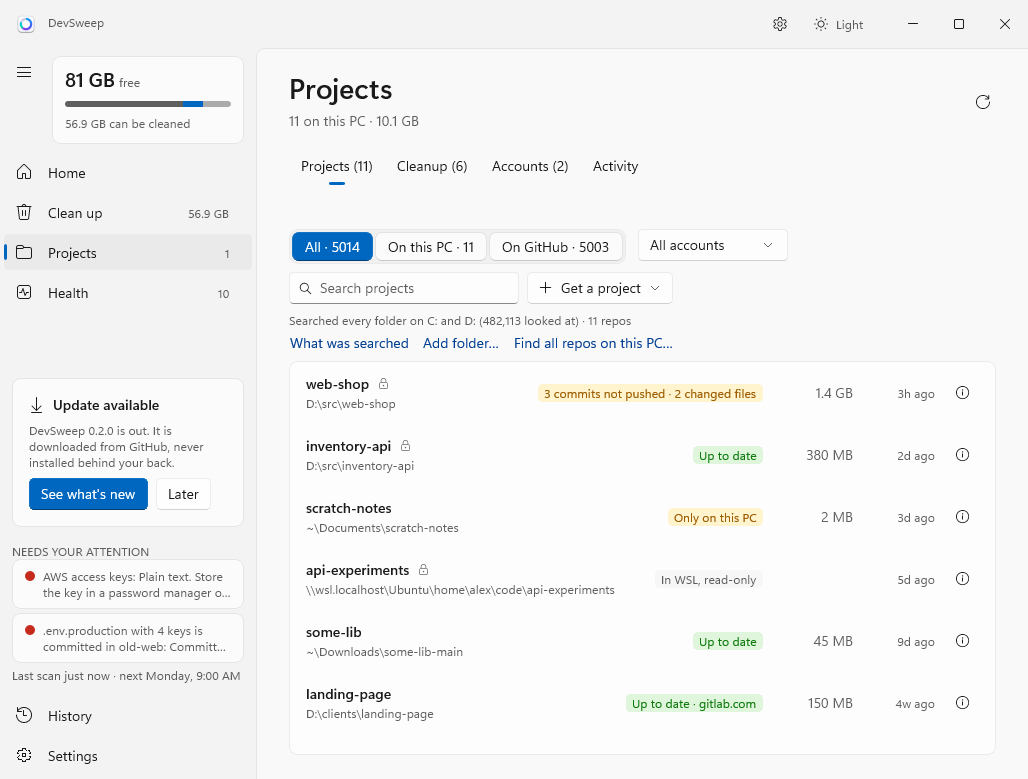 DevSweep
Light
81 GB free
56.9 GB can be cleaned
Home
Clean up 56.9 GB
Projects 1
Health 10
Update available
DevSweep 0.2.0 is out. It is
downloaded from GitHub, never
installed behind your back.
See what's new Later
NEEDS YOUR ATTENTION
AWS access keys: Plain text. Store
the key in a password manager o...
.env.production with 4 keys is
committed in old-web: Committ...
Last scan just now · next Monday, 9:00 AM
History
Settings
Projects
11 on this PC · 10.1 GB
Projects (11) Cleanup (6) Accounts (2) Activity
All · 5014 On this PC · 11 On GitHub · 5003 All accounts
Search projects Get a project
Searched every folder on C: and D: (482,113 looked at) · 11 repos
What was searched Add folder... Find all repos on this PC...
web-shop
D:\src\web-shop
3 commits not pushed · 2 changed files 1.4 GB 3h ago
inventory-api
D:\src\inventory-api
Up to date 380 MB 2d ago
scratch-notes
~\Documents\scratch-notes
Only on this PC 2 MB 3d ago
api-experiments
\\wsl.localhost\Ubuntu\home\alex\code\api-experiments
In WSL, read-only 5d ago
some-lib
~\Downloads\some-lib-main
Up to date 45 MB 9d ago
landing-page
D:\clients\landing-page
Up to date · gitlab.com 150 MB 4w ago